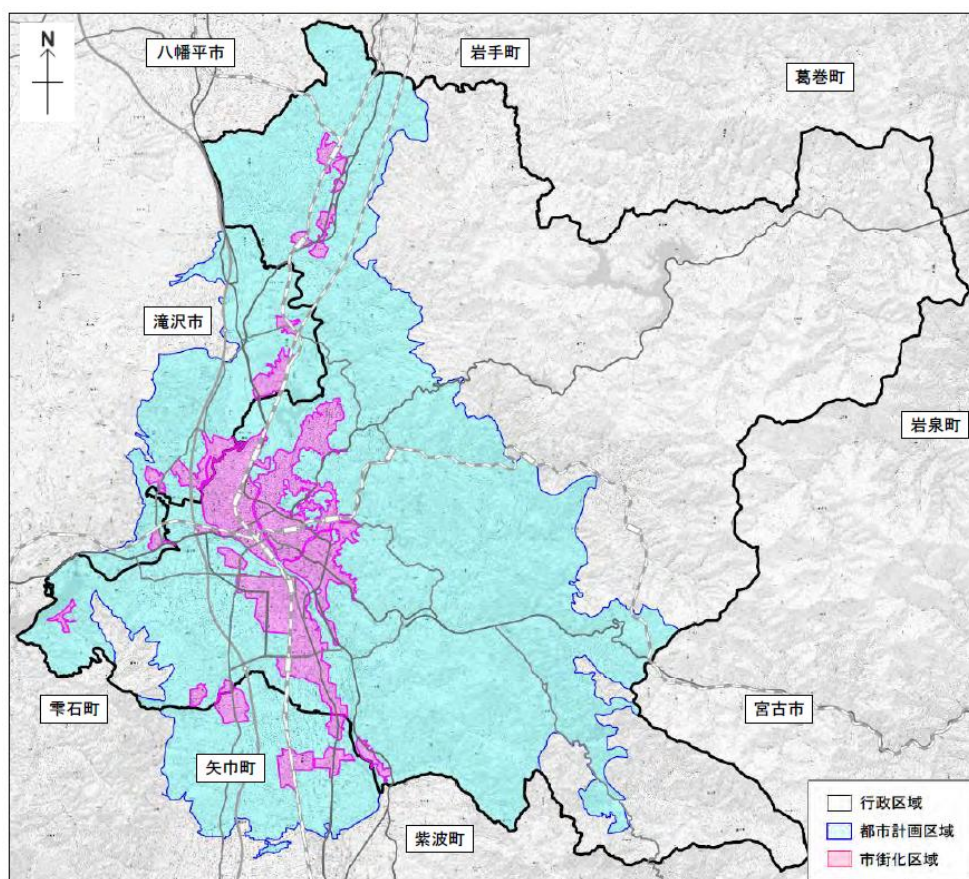 N
八幡平市
岩手町
葛巻町
滝沢市
岩泉町
雫石町
宮古市
矢巾町
紫波町
行政区域
都市計画区域
市街化区域